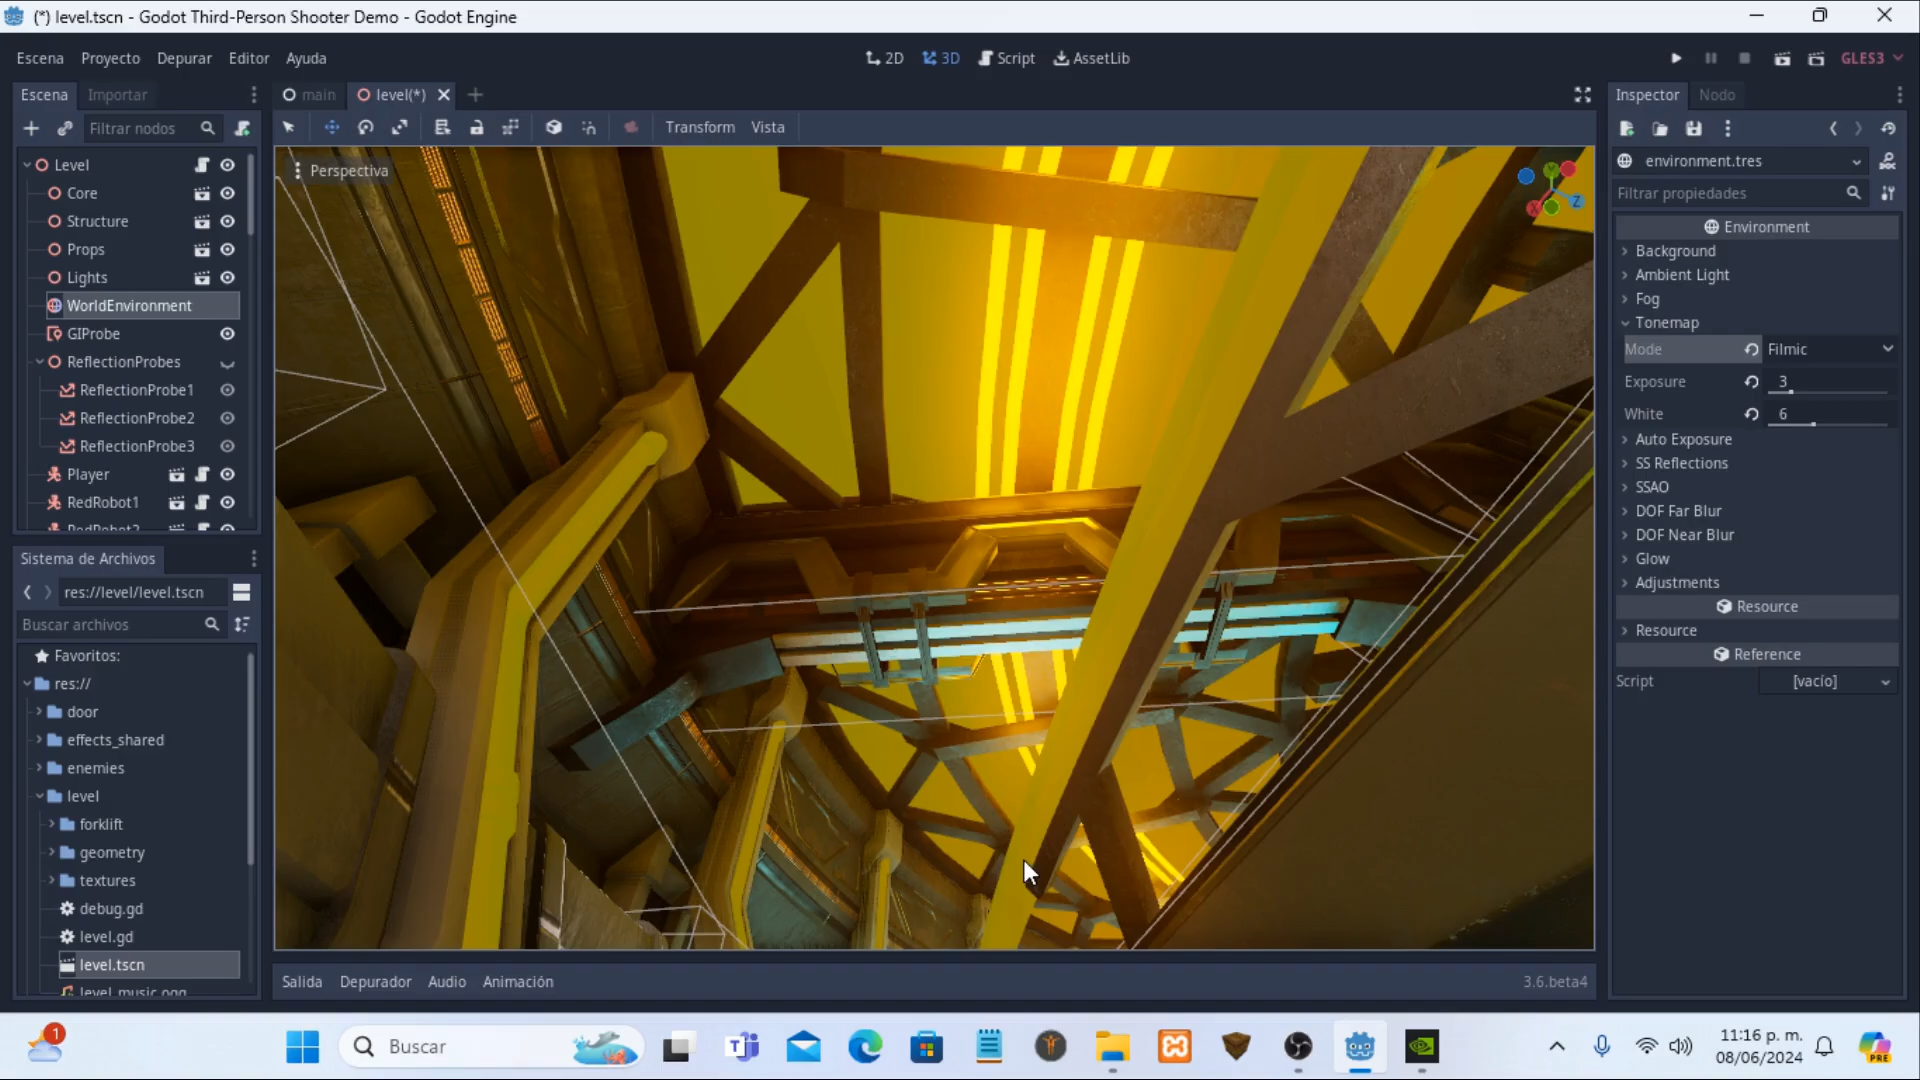 (*) level.tscn - Godot Third-Person Shooter Demo - Godot Engine
Escena Proyecto Depurar Editor Ayuda
2D 3D Script AssetLib
GLES3
Escena Importar
main level(*)
Inspector Nodo
Filtrar nodos
Transform Vista
environment.tres
Filtrar propiedades
Level
Core
Structure
Props
Lights
WorldEnvironment
GIProbe
ReflectionProbes
ReflectionProbe1
ReflectionProbe2
ReflectionProbe3
Player
RedRobot1
RedRobot2
Perspectiva
Y
Z
X
Environment
Background
Ambient Light
Fog
Tonemap
Mode Filmic
Exposure 3
White 6
Auto Exposure
SS Reflections
SSAO
DOF Far Blur
DOF Near Blur
Glow
Adjustments
Resource
Resource
Reference
Script [vacío]
Sistema de Archivos
res://level/level.tscn
Buscar archivos
Favoritos:
res://
door
effects_shared
enemies
level
forklift
geometry
textures
debug.gd
level.gd
level.tscn
level_music.ogg
Salida Depurador Audio Animación
3.6.beta4
1
Buscar
11:16 p. m.
08/06/2024
PRE